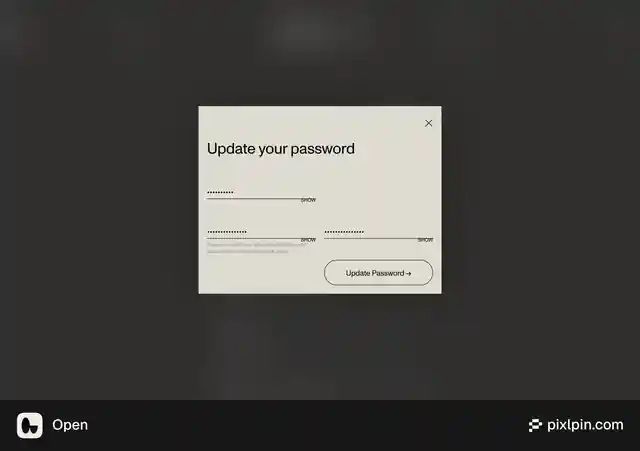 Update your password
••••••••••
SHOW
•••••••••••••••
SHOW
•••••••••••••••
SHOW
Update Password →
Open
pixlpin.com